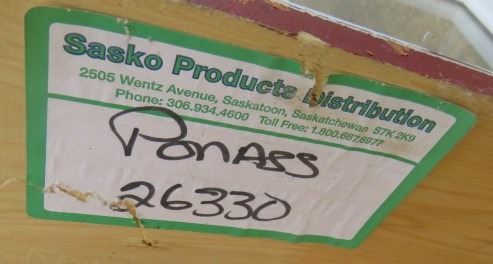 Sasko Products Distribution
2505 Wentz Avenue, Saskatoon, Saskatchewan S7K 2K9
Phone: 306.934.4600 Toll Free: 1.800.667.6977
PonAss
26330